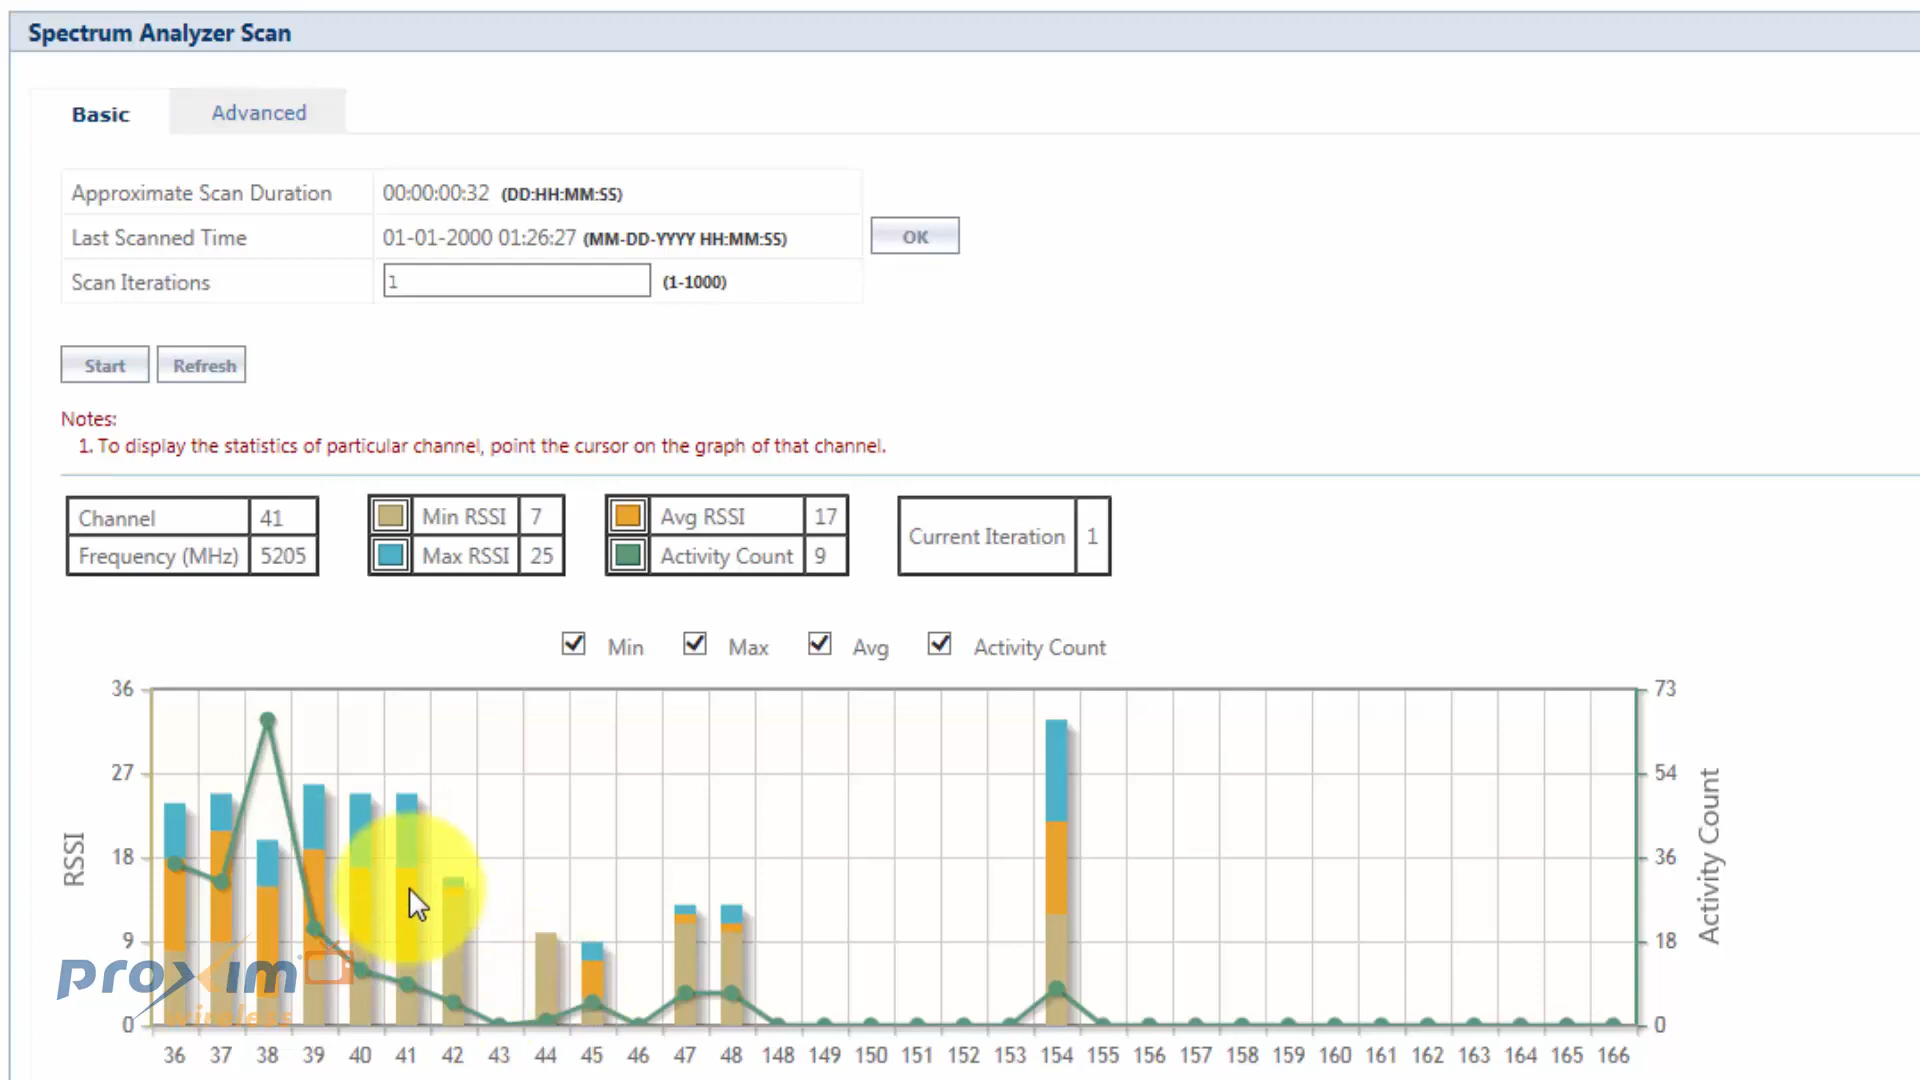 Spectrum Analyzer Scan
Basic
Advanced
Approximate Scan Duration 00:00:00:32 (DD:HH:MM:SS)
Last Scanned Time 01-01-2000 01:26:27 (MM-DD-YYYY HH:MM:SS) OK
Scan Iterations 1 (1-1000)
Start Refresh
Notes:
1. To display the statistics of particular channel, point the cursor on the graph of that channel.
Channel 41 Min RSSI 7 Avg RSSI 17 Current Iteration 1
Frequency (MHz) 5205 Max RSSI 25 Activity Count 9
Min Max Avg Activity Count
36 73
27 54
18 36
9 18
0 0
RSSI
Activity Count
proxim
wireless
36 37 38 39 40 41 42 43 44 45 46 47 48 148 149 150 151 152 153 154 155 156 157 158 159 160 161 162 163 164 165 166